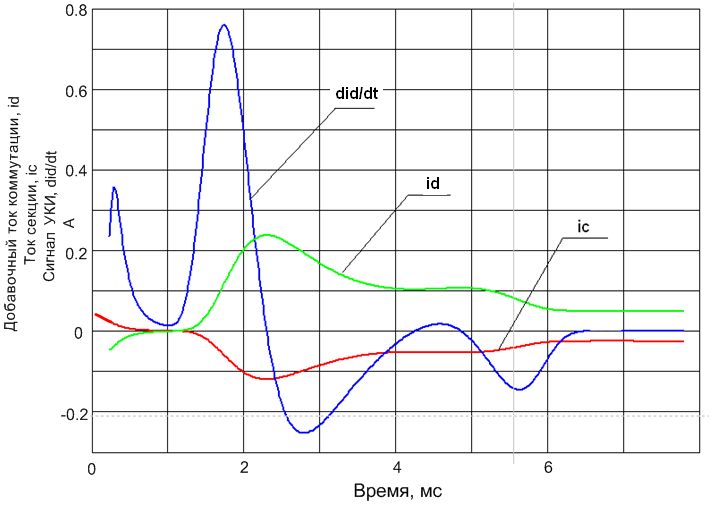 Добавочный ток коммутации, id
Ток секции, ic
Сигнал УКИ, did/dt
А
0.8
0.6
0.4
0.2
0
-0.2
did/dt
id
ic
0
2
4
6
Время, мс